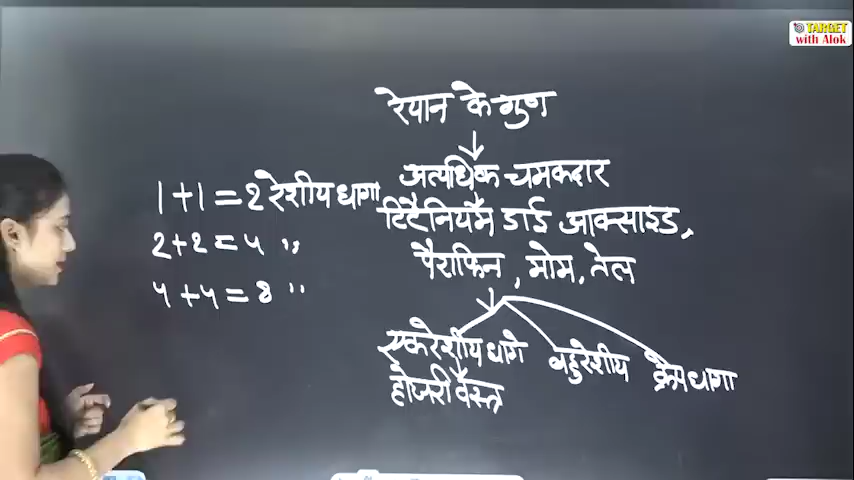 TARGET
with Alok
रेयान के गुण
अत्यधिक चमकदार
टिटैनियम डाई आक्साइड,
पैराफिन, मोम, तेल
एकरेशीय धागे बहुरेशीय क्रेप धागा
होजरी वस्त्र
1+1=2 रेशीय धागा
2+2=4 "
4+4=8 "